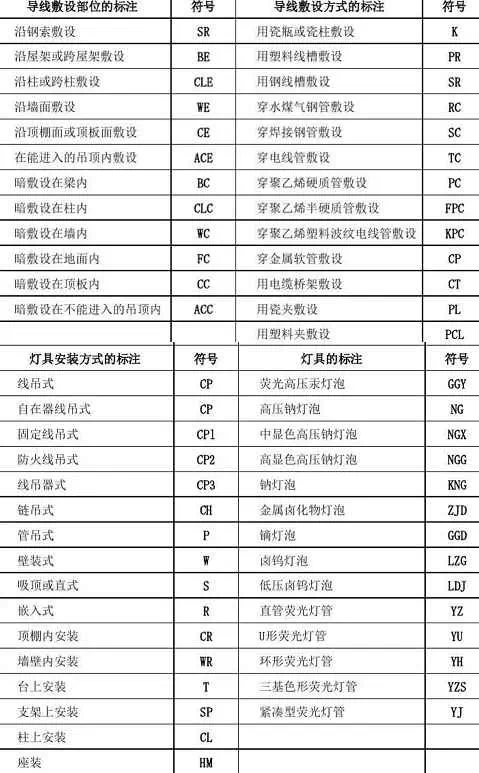 导线敷设部位的标注 符号 导线敷设方式的标注 符号
沿钢索敷设 SR 用瓷瓶或瓷柱敷设 K
沿屋架或跨屋架敷设 BE 用塑料线槽敷设 PR
沿柱或跨柱敷设 CLE 用钢线槽敷设 SR
沿墙面敷设 WE 穿水煤气钢管敷设 RC
沿顶棚面或顶板面敷设 CE 穿焊接钢管敷设 SC
在能进入的吊顶内敷设 ACE 穿电线管敷设 TC
暗敷设在梁内 BC 穿聚乙烯硬质管敷设 PC
暗敷设在柱内 CLC 穿聚乙烯半硬质管敷设 FPC
暗敷设在墙内 WC 穿聚乙烯塑料波纹电线管敷设 KPC
暗敷设在地面内 FC 穿金属软管敷设 CP
暗敷设在顶板内 CC 用电缆桥架敷设 CT
暗敷设在不能进入的吊顶内 ACC 用瓷夹敷设 PL
用塑料夹敷设 PCL
灯具安装方式的标注 符号 灯具的标注 符号
线吊式 CP 荧光高压汞灯泡 GGY
自在器线吊式 CP 高压钠灯泡 NG
固定线吊式 CP1 中显色高压钠灯泡 NGX
防火线吊式 CP2 高显色高压钠灯泡 NGG
线吊器式 CP3 钠灯泡 KNG
链吊式 CH 金属卤化物灯泡 ZJD
管吊式 P 镝灯泡 GGD
壁装式 W 卤钨灯泡 LZG
吸顶或直式 S 低压卤钨灯泡 LDJ
嵌入式 R 直管荧光灯管 YZ
顶棚内安装 CR U形荧光灯管 YU
墙壁内安装 WR 环形荧光灯管 YH
台上安装 T 三基色形荧光灯管 YZS
支架上安装 SP 紧凑型荧光灯管 YJ
柱上安装 CL
座装 HM